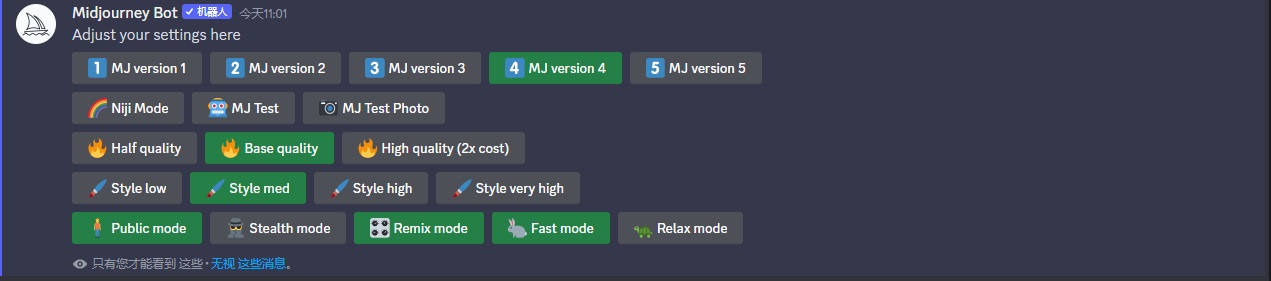 Midjourney Bot ✓ 机器人 今天11:01
Adjust your settings here
1 MJ version 1 2 MJ version 2 3 MJ version 3 4 MJ version 4 5 MJ version 5
Niji Mode MJ Test MJ Test Photo
Half quality Base quality High quality (2x cost)
Style low Style med Style high Style very high
Public mode Stealth mode Remix mode Fast mode Relax mode
只有您才能看到 这些 · 无视 这些消息。